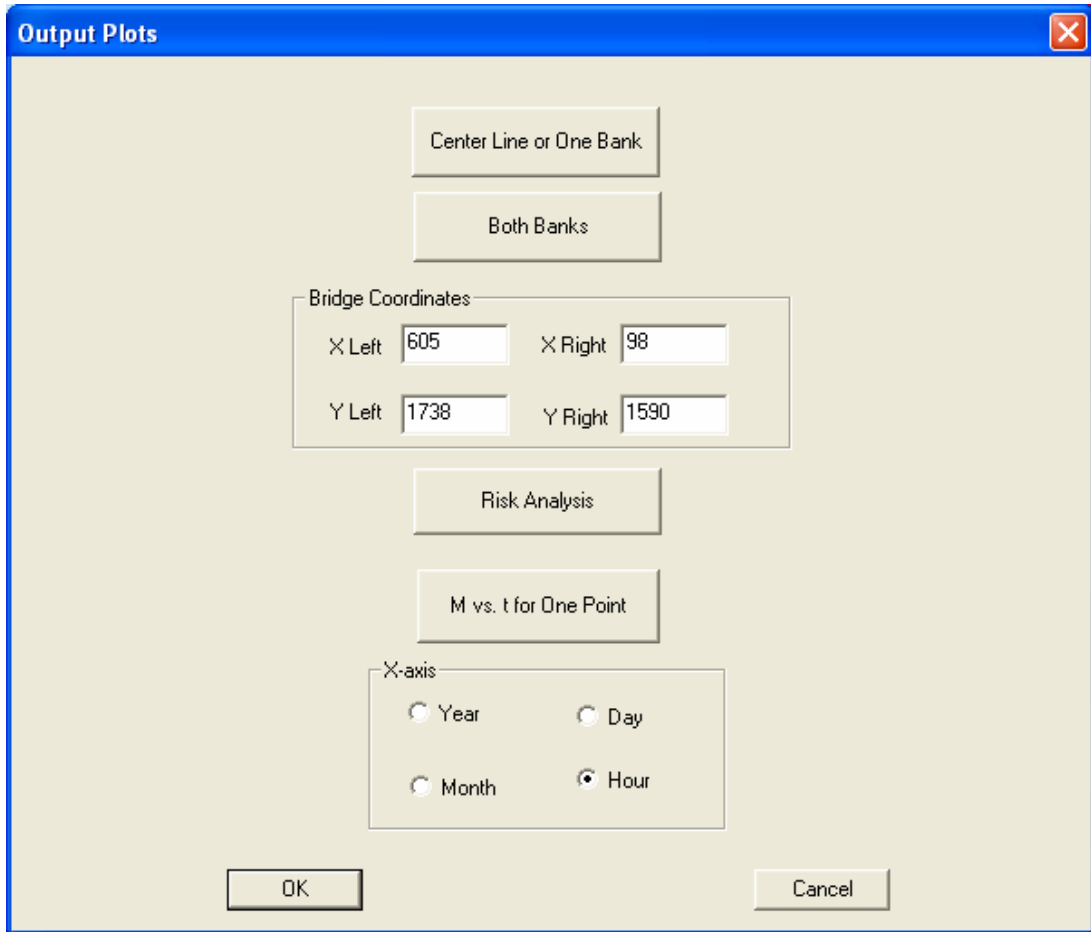 Output Plots
Center Line or One Bank
Both Banks
Bridge Coordinates
X Left 605 X Right 98
Y Left 1738 Y Right 1590
Risk Analysis
M vs. t for One Point
X-axis
Year Day
Month Hour
OK Cancel